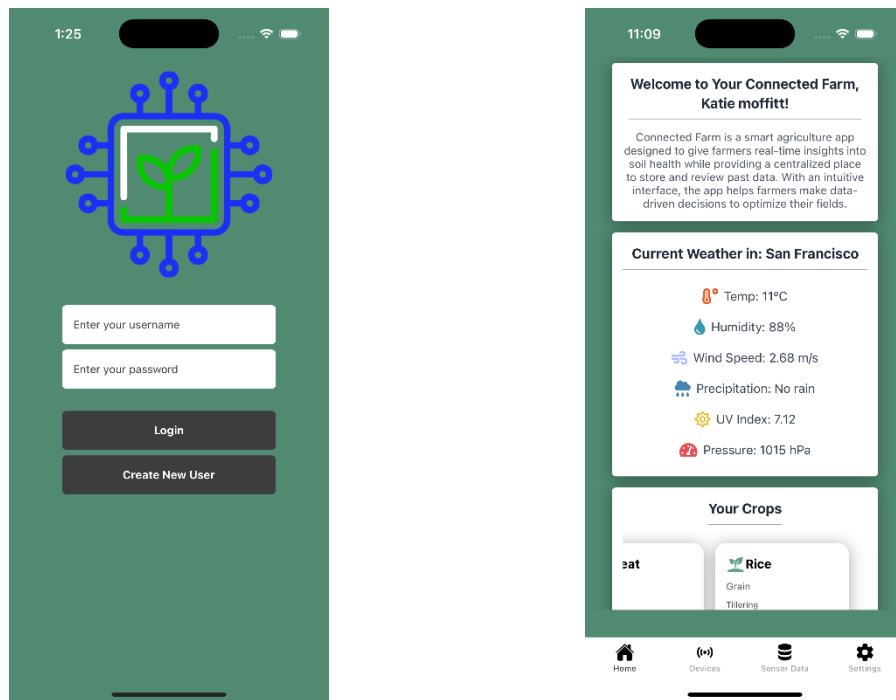 1:25
Enter your username
Enter your password
Login
Create New User
11:09
Welcome to Your Connected Farm,
Katie moffitt!
Connected Farm is a smart agriculture app
designed to give farmers real-time insights into
soil health while providing a centralized place
to store and review past data. With an intuitive
interface, the app helps farmers make data-
driven decisions to optimize their fields.
Current Weather in: San Francisco
Temp: 11°C
Humidity: 88%
Wind Speed: 2.68 m/s
Precipitation: No rain
UV Index: 7.12
Pressure: 1015 hPa
Your Crops
eat
Rice
Grain
Tillering
Home
Devices
Sensor Data
Settings